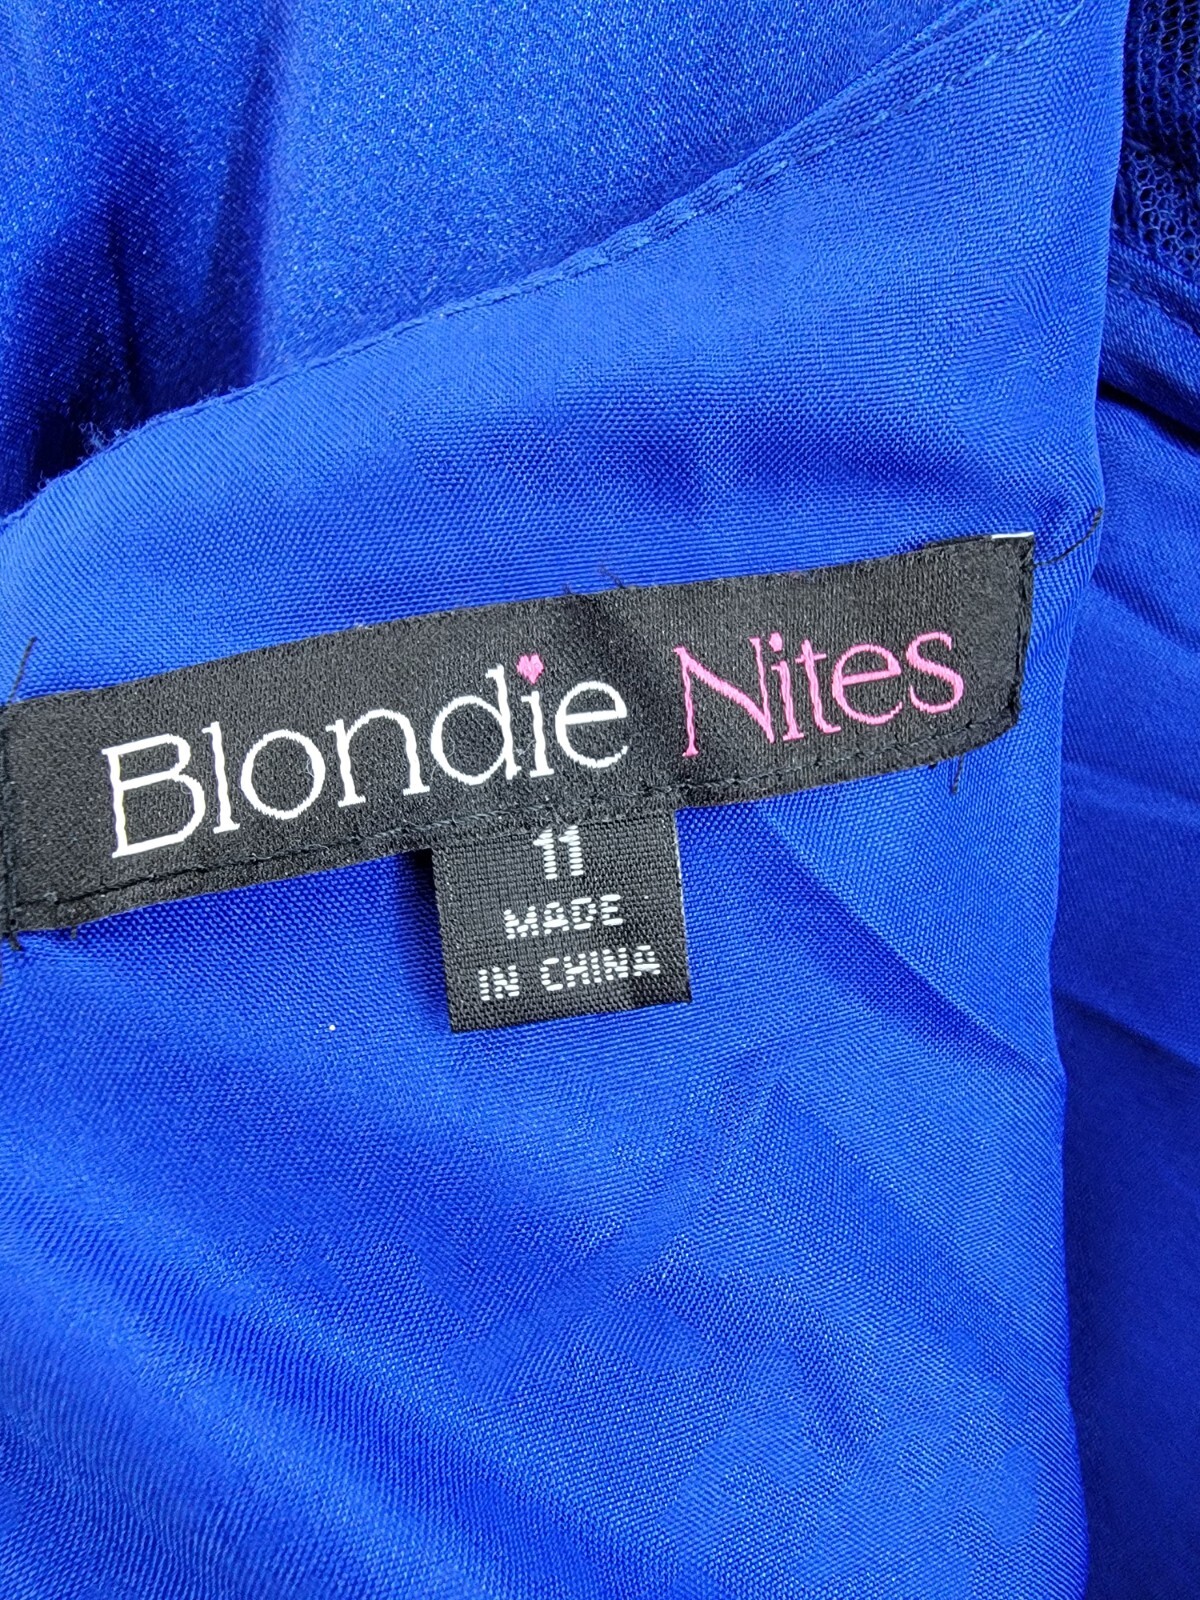 Blondie Nites
11
MADE
IN CHINA